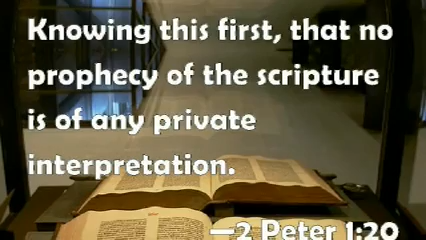 Knowing this first, that no
prophecy of the scripture
is of any private
interpretation.
—2 Peter 1:20